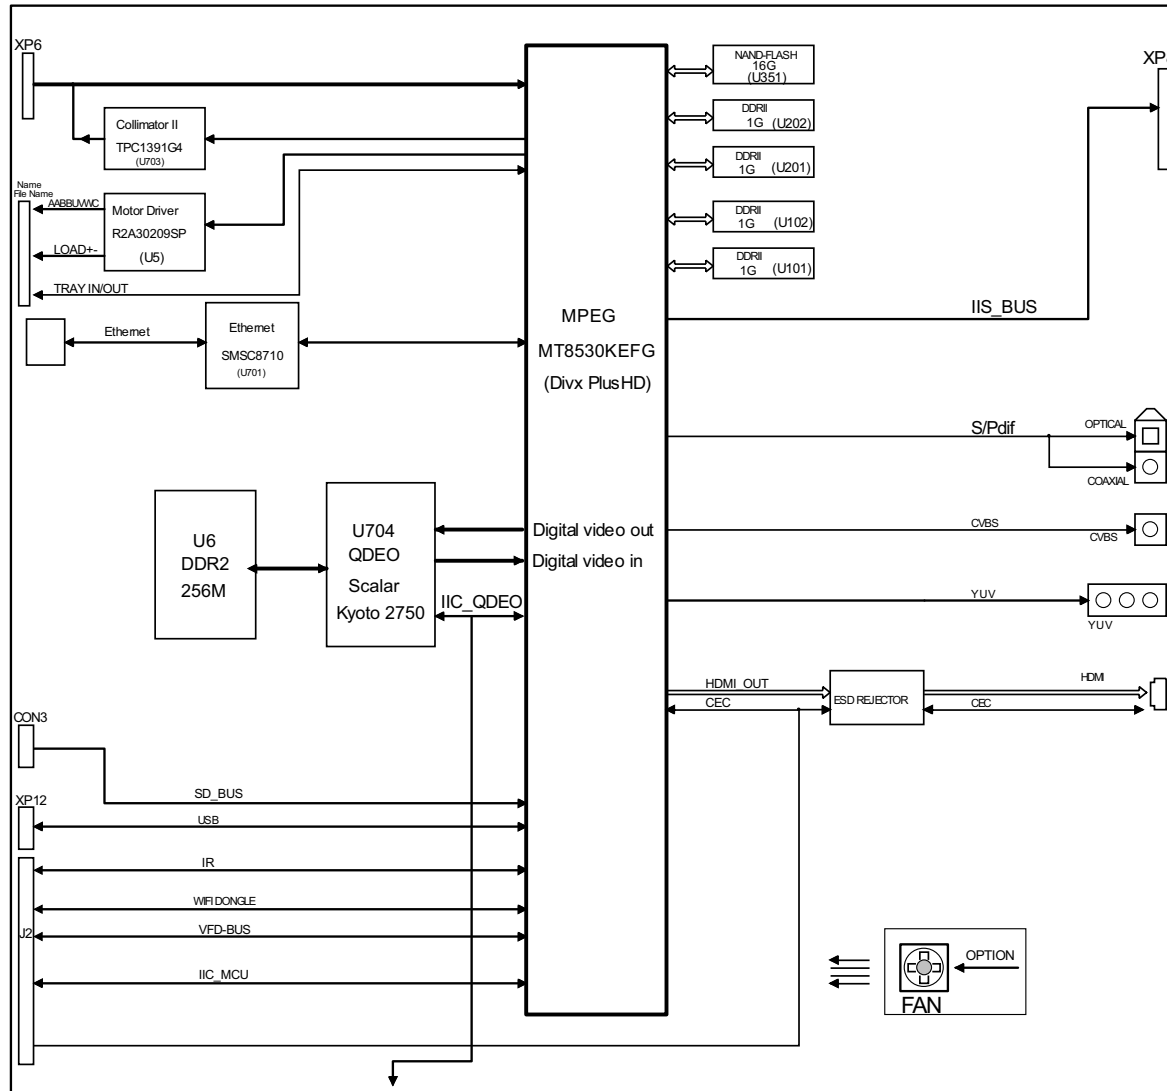 XP6
Collimator II
TPC1391G4
(U703)
Name
File Name
AABBUVWC
Motor Driver
R2A30209SP
(U5)
LOAD+-
TRAY IN/OUT
Ethernet
Ethernet
SMSC8710
(U701)
U6
DDR2
256M
U704
QDEO
Scalar
Kyoto 2750
IIC_QDEO
CON3
SD_BUS
XP12
USB
IR
WIFI DONGLE
J2
VFD-BUS
IIC_MCU
MPEG
MT8530KEFG
(Divx PlusHD)
Digital video out
Digital video in
NAND-FLASH
16G
(U351)
DDRII
1G (U202)
DDRII
1G (U201)
DDRII
1G (U102)
DDRII
1G (U101)
IIS_BUS
S/Pdif
OPTICAL
COAXIAL
CVBS
CVBS
YUV
YUV
HDMI_OUT
CEC
ESD REJECTOR
HDMI
CEC
OPTION
FAN